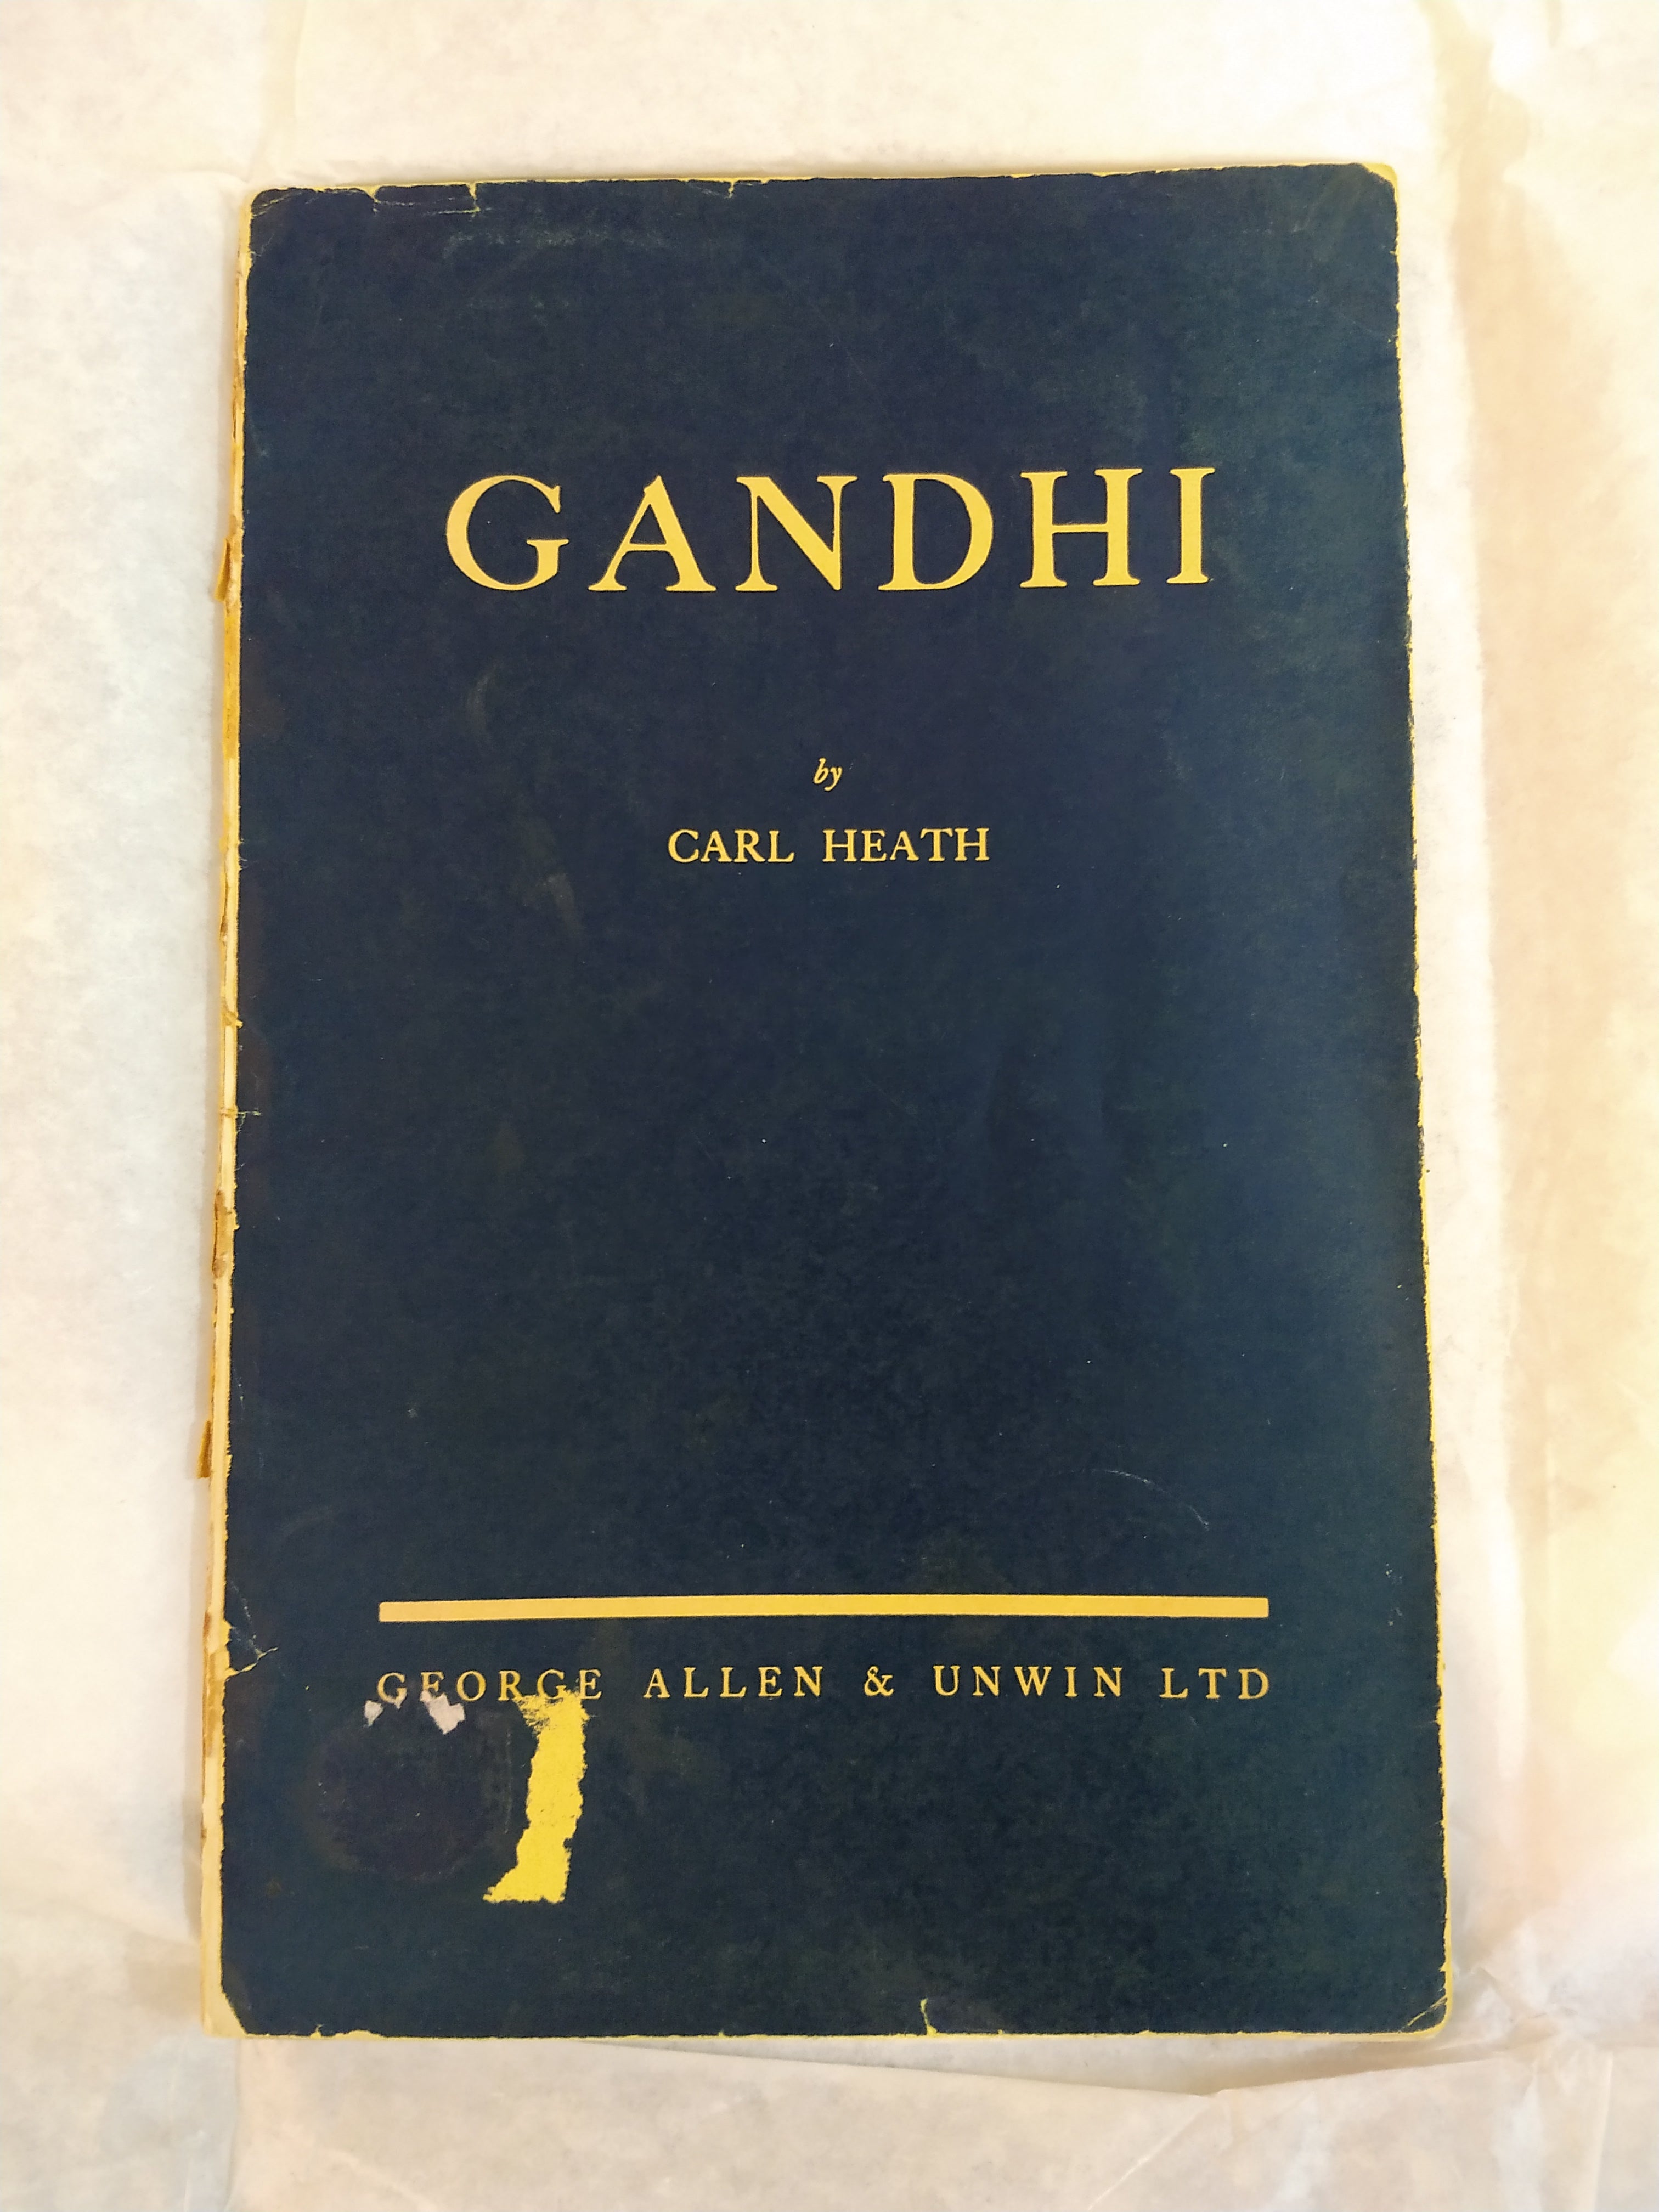 GANDHI
by
CARL HEATH
GEORGE ALLEN & UNWIN LTD